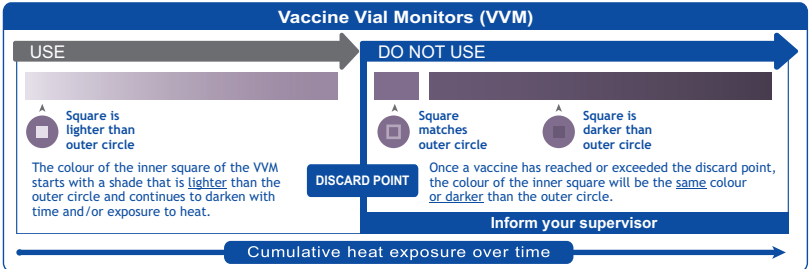 Vaccine Vial Monitors (VVM)
USE
Square is
lighter than
outer circle
The colour of the inner square of the VVM
starts with a shade that is lighter than the
outer circle and continues to darken with
time and/or exposure to heat.
DISCARD POINT
DO NOT USE
Square
matches
outer circle
Square is
darker than
outer circle
Once a vaccine has reached or exceeded the discard point,
the colour of the inner square will be the same colour
or darker than the outer circle.
Inform your supervisor
Cumulative heat exposure over time